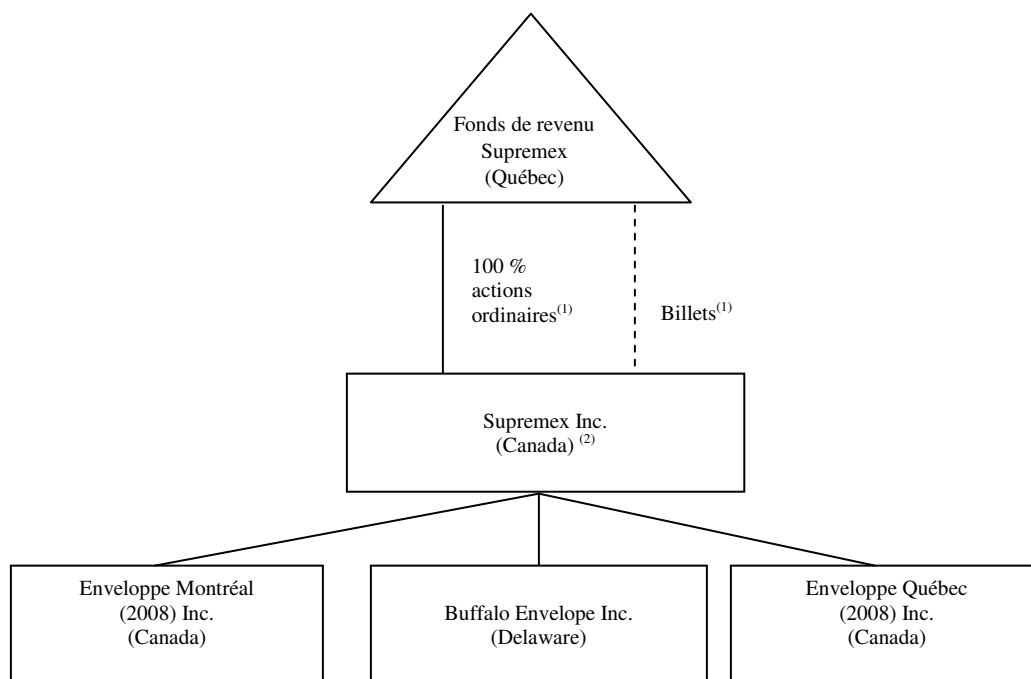 Fonds de revenu
Supremex
(Québec)
100 %
actions
ordinaires(1)
Billets(1)
Supremex Inc.
(Canada) (2)
Enveloppe Montréal
(2008) Inc.
(Canada)
Buffalo Envelope Inc.
(Delaware)
Enveloppe Québec
(2008) Inc.
(Canada)